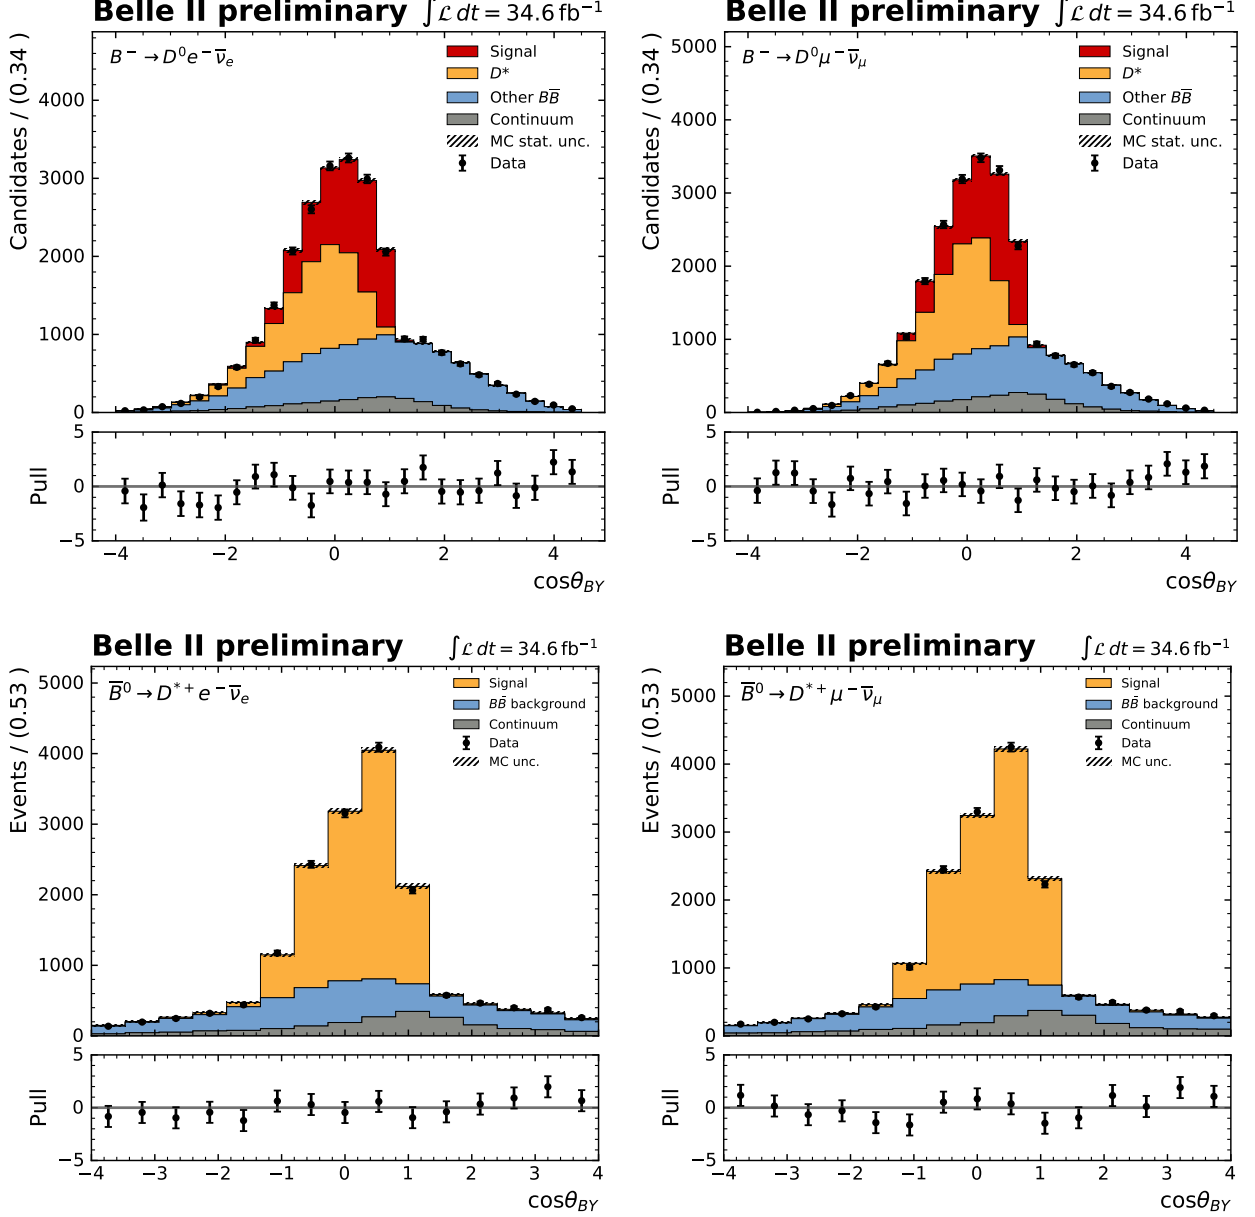 Belle II preliminary ∫ℒ dt = 34.6 fb⁻¹
B⁻ → D⁰e⁻ν̅ₑ
Signal
D*
Other BB̅
Continuum
MC stat. unc.
Data
Candidates / (0.34 )
4000
3000
2000
1000
0
Pull
5
0
−5
−4 −2 0 2 4
cosθ_BY
Belle II preliminary ∫ℒ dt = 34.6 fb⁻¹
B⁻ → D⁰μ⁻ν̅_μ
Signal
D*
Other BB̅
Continuum
MC stat. unc.
Data
Candidates / (0.34 )
5000
4000
3000
2000
1000
0
Pull
5
0
−5
−4 −2 0 2 4
cosθ_BY
Belle II preliminary ∫ℒ dt = 34.6 fb⁻¹
B̅⁰ → D*⁺e⁻ν̅ₑ
Signal
BB̅ background
Continuum
Data
MC unc.
Events / (0.53 )
5000
4000
3000
2000
1000
0
Pull
5
0
−5
−4 −3 −2 −1 0 1 2 3 4
cosθ_BY
Belle II preliminary ∫ℒ dt = 34.6 fb⁻¹
B̅⁰ → D*⁺μ⁻ν̅_μ
Signal
BB̅ background
Continuum
Data
MC unc.
Events / (0.53 )
5000
4000
3000
2000
1000
0
Pull
5
0
−5
−4 −3 −2 −1 0 1 2 3 4
cosθ_BY